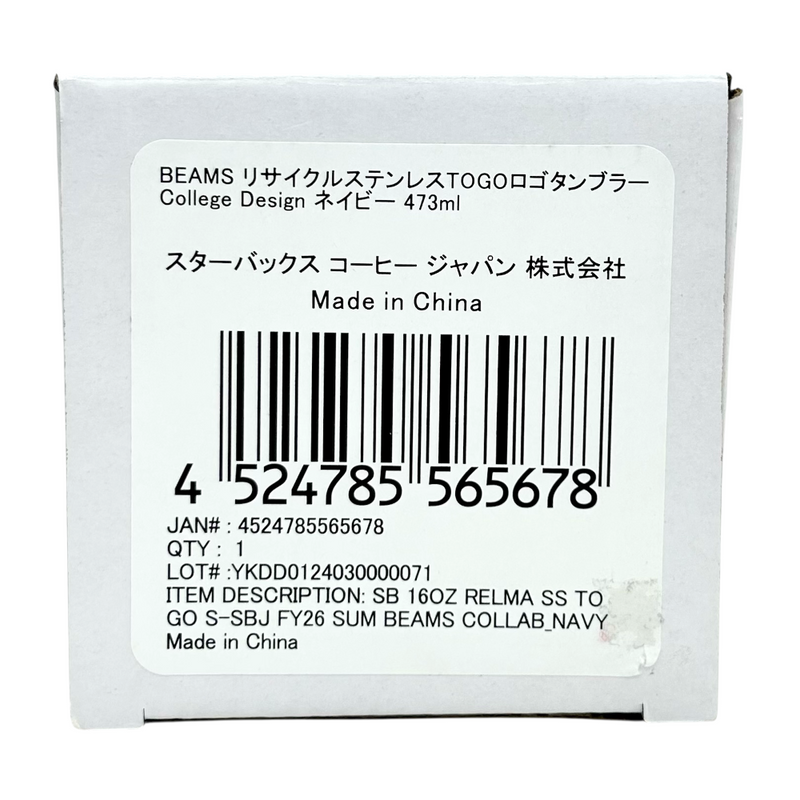 BEAMS リサイクルステンレスTOGOロゴタンブラー
College Design ネイビー 473ml
スターバックス コーヒー ジャパン 株式会社
Made in China
4 524785 565678
JAN# : 4524785565678
QTY : 1
LOT# :YKDD0124030000071
ITEM DESCRIPTION: SB 16OZ RELMA SS TO
GO S-SBJ FY26 SUM BEAMS COLLAB_NAVY
Made in China